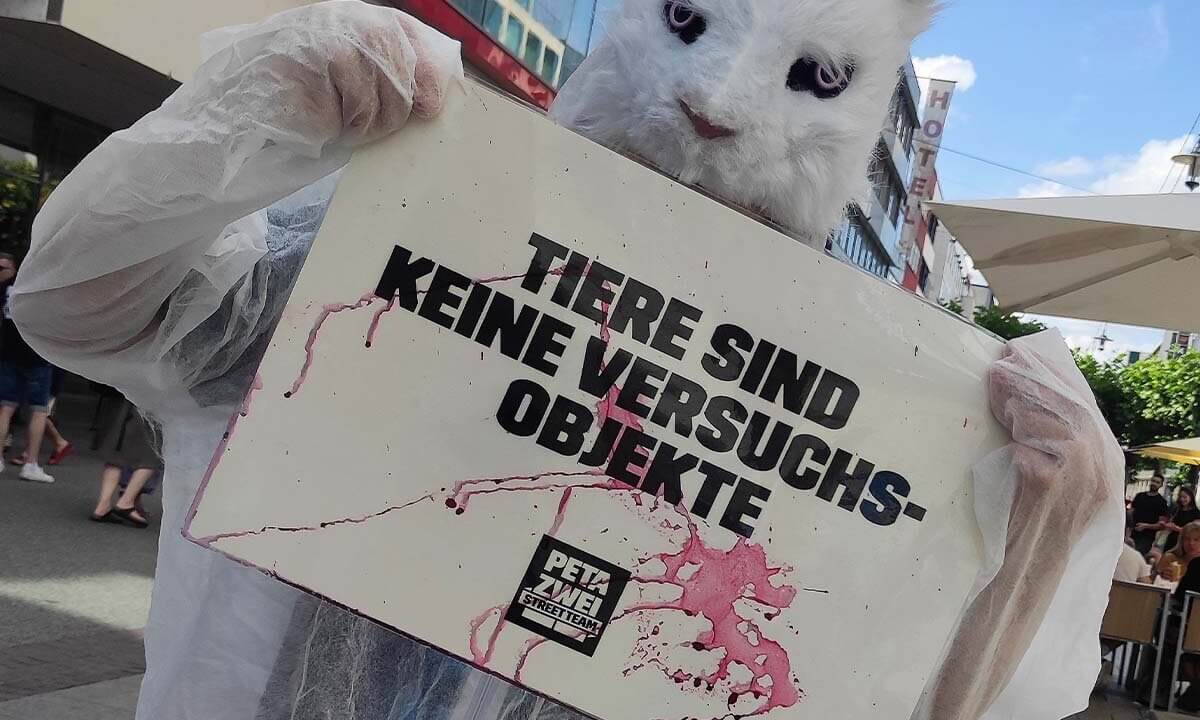 HOTEL
TIERE SIND
KEINE VERSUCHS-
OBJEKTE
PETA
ZWEI
STREETTEAM